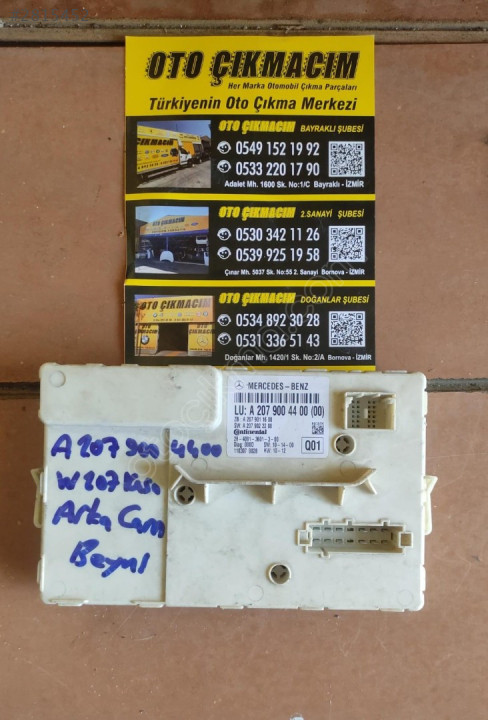 OTO ÇIKMACIM
Her Marka Otomobil Çıkma Parçaları
Türkiyenin Oto Çıkma Merkezi
OTO ÇIKMACIM BAYRAKLI ŞUBESİ
0549 152 19 92
0533 220 17 90
Adalet Mh. 1600 Sk. No:1/C Bayraklı - İZMİR
OTO ÇIKMACIM 2.SANAYİ ŞUBESİ
0530 342 11 26
0539 925 19 58
Çınar Mh. 5037 Sk. No:55 2. Sanayi Bornova - İZMİR
OTO ÇIKMACIM
OTO ÇIKMACIM DOĞANLAR ŞUBESİ
0534 892 30 28
0531 336 51 43
Doğanlar Mh. 1420/1 Sk. No:2/A Bornova - İZMİR
MERCEDES-BENZ
LU: A 207 900 44 00 (00)
Continental
Q01
A 207 900 4400
W207 Kasa
Arka Cam
Beyni